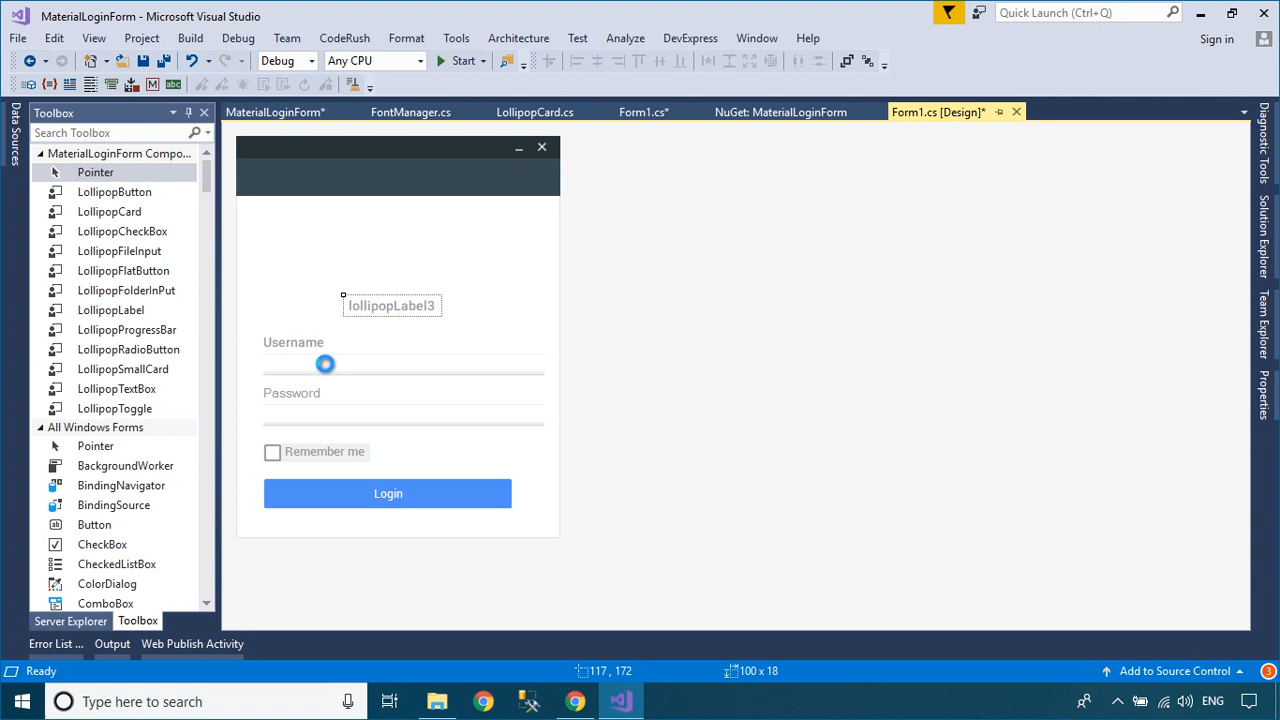 MaterialLoginForm - Microsoft Visual Studio
Quick Launch (Ctrl+Q)
File Edit View Project Build Debug Team CodeRush Format Tools Architecture Test Analyze DevExpress Window Help
Sign in
Debug Any CPU Start
Data Sources
Toolbox
MaterialLoginForm* FontManager.cs LollipopCard.cs Form1.cs* NuGet: MaterialLoginForm Form1.cs [Design]*
Search Toolbox
MaterialLoginForm Compo...
Pointer
LollipopButton
LollipopCard
LollipopCheckBox
LollipopFileInput
LollipopFlatButton
LollipopFolderInPut
LollipopLabel
LollipopProgressBar
LollipopRadioButton
LollipopSmallCard
LollipopTextBox
LollipopToggle
All Windows Forms
Pointer
BackgroundWorker
BindingNavigator
BindingSource
Button
CheckBox
CheckedListBox
ColorDialog
ComboBox
lollipopLabel3
Username
Password
Remember me
Login
Diagnostic Tools
Solution Explorer
Team Explorer
Properties
Server Explorer Toolbox
Error List ... Output Web Publish Activity
Ready 117 , 172 100 x 18 Add to Source Control 3
Type here to search
ENG